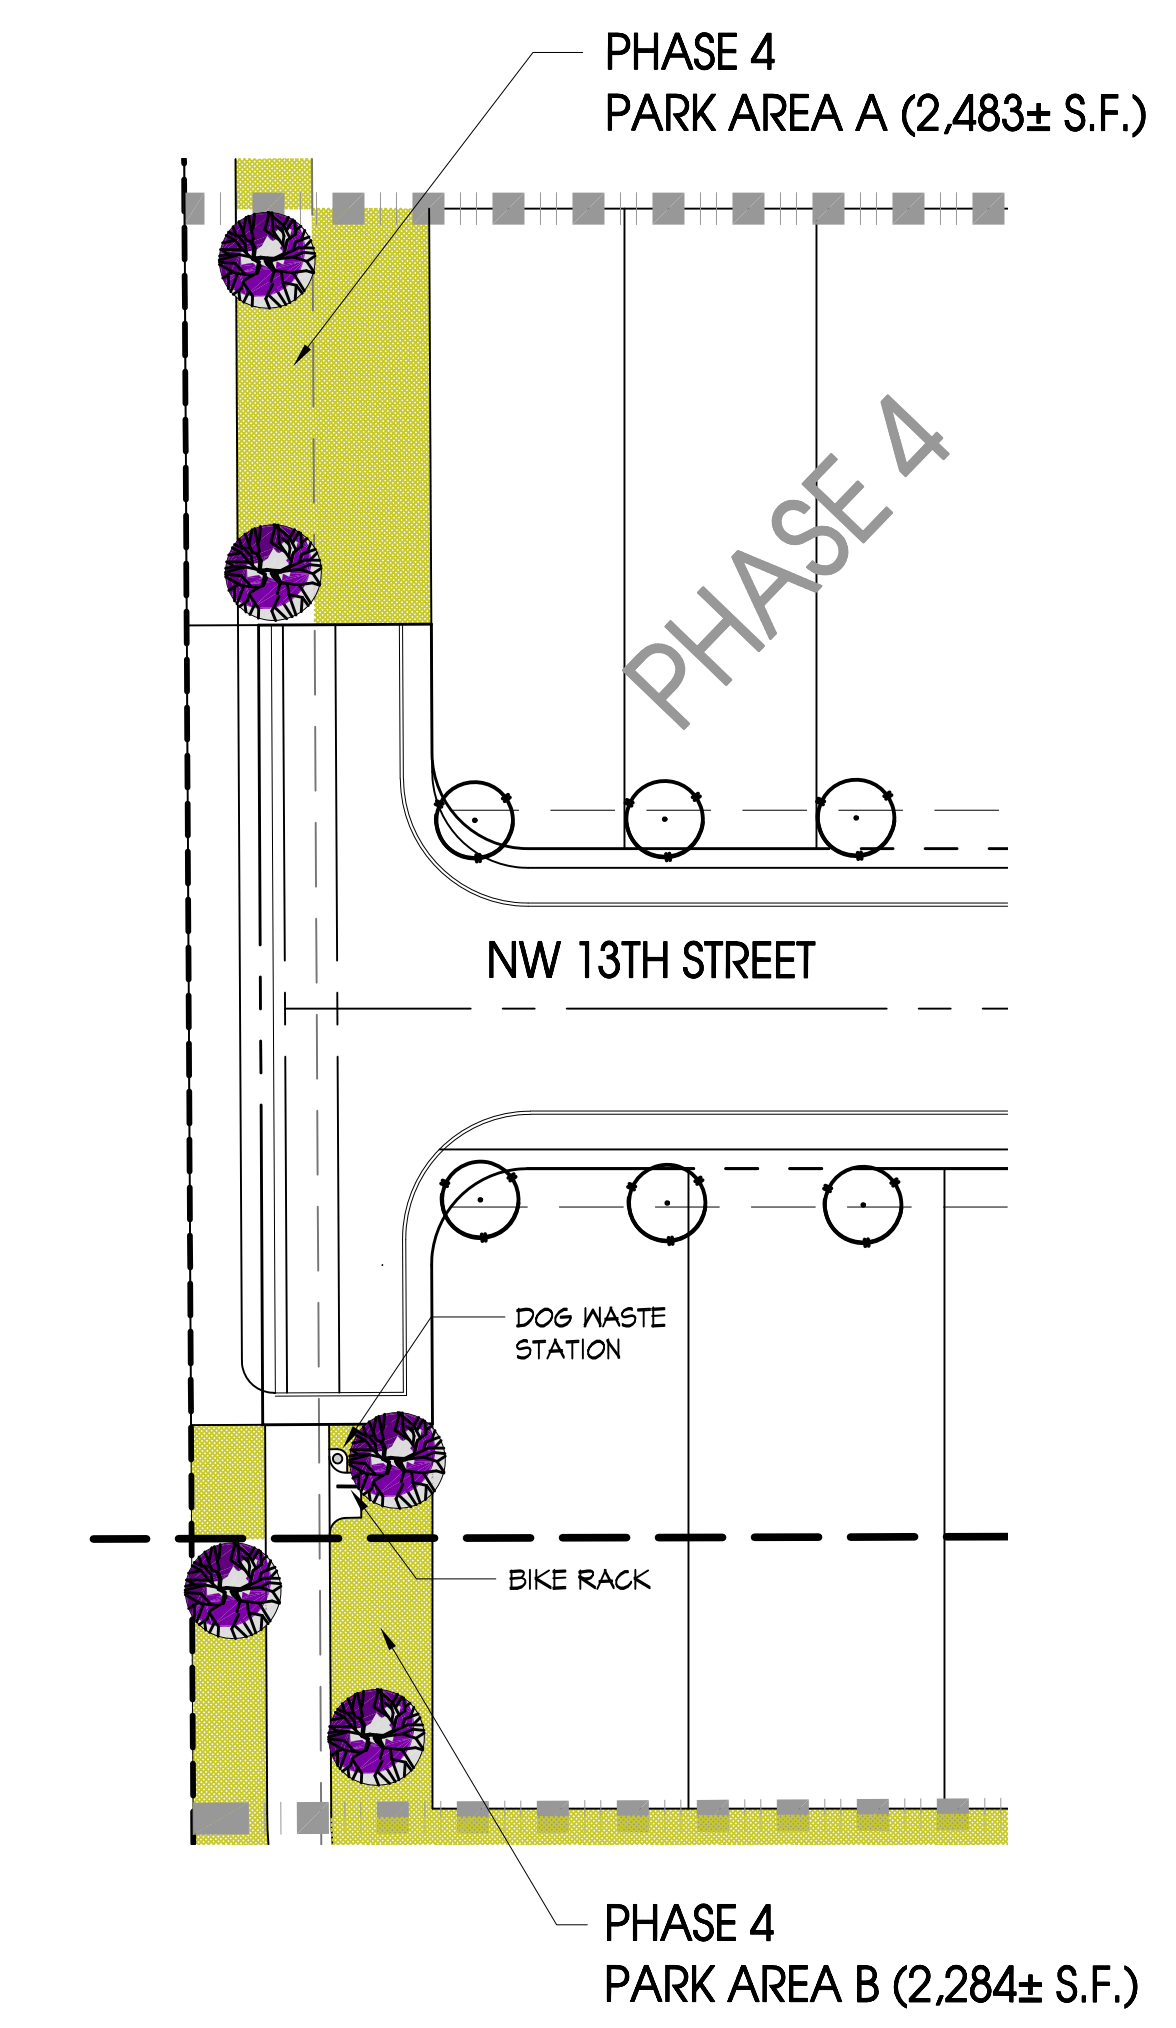 PHASE 4
PARK AREA A (2,483± S.F.)
PHASE 4
NW 13TH STREET
DOG WASTE
STATION
BIKE RACK
PHASE 4
PARK AREA B (2,284± S.F.)